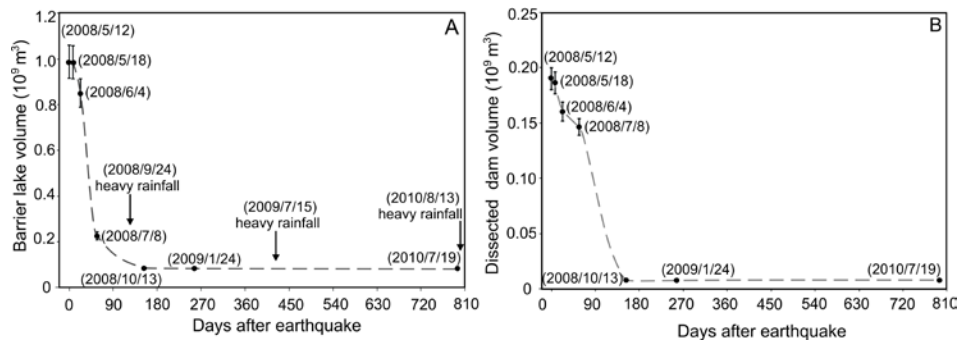 A
Barrier lake volume (10⁹ m³)
1.2
1.0
0.8
0.6
0.4
0.2
0
(2008/5/12)
(2008/5/18)
(2008/6/4)
(2008/9/24)
heavy rainfall
(2008/7/8)
(2009/7/15)
heavy rainfall
(2010/8/13)
heavy rainfall
(2008/10/13)
(2009/1/24)
(2010/7/19)
0 90 180 270 360 450 540 630 720 810
Days after earthquake
B
Dissected dam volume (10⁹ m³)
0.25
0.20
0.15
0.10
0.05
0
(2008/5/12)
(2008/5/18)
(2008/6/4)
(2008/7/8)
(2008/10/13)
(2009/1/24)
(2010/7/19)
0 90 180 270 360 450 540 630 720 810
Days after earthquake